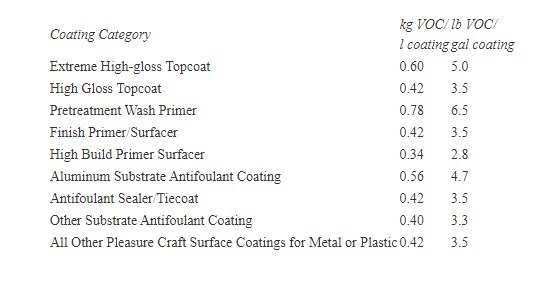 Coating Category kg VOC/ lb VOC/
l coating gal coating
Extreme High-gloss Topcoat 0.60 5.0
High Gloss Topcoat 0.42 3.5
Pretreatment Wash Primer 0.78 6.5
Finish Primer/Surfacer 0.42 3.5
High Build Primer Surfacer 0.34 2.8
Aluminum Substrate Antifoulant Coating 0.56 4.7
Antifoulant Sealer/Tiecoat 0.42 3.5
Other Substrate Antifoulant Coating 0.40 3.3
All Other Pleasure Craft Surface Coatings for Metal or Plastic 0.42 3.5